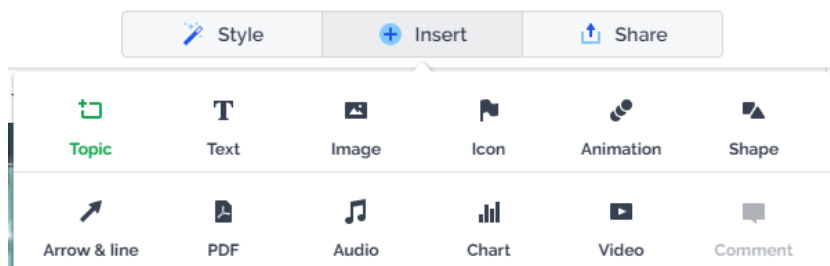 Style Insert Share
Topic Text Image Icon Animation Shape
Arrow & line PDF Audio Chart Video Comment